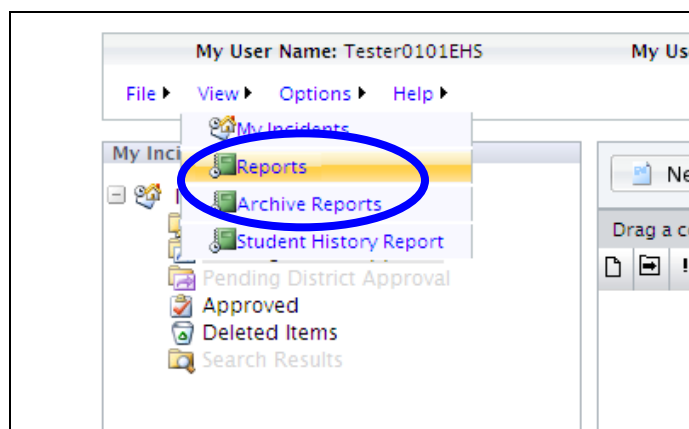 My User Name: Tester0101EHS My Us
File View Options Help
My Incidents
My Inci
Reports
Ne
Archive Reports
Drag a c
Student History Report
Pending District Approval
Approved
Deleted Items
Search Results